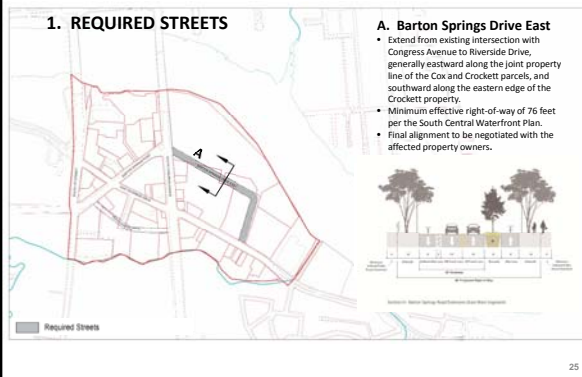 1. REQUIRED STREETS
A. Barton Springs Drive East
• Extend from existing intersection with
Congress Avenue to Riverside Drive,
generally eastward along the joint property
line of the Cox and Crockett parcels, and
southward along the eastern edge of the
Crockett property.
• Minimum effective right-of-way of 76 feet
per the South Central Waterfront Plan.
• Final alignment to be negotiated with the
affected property owners.
A
Required Streets
25